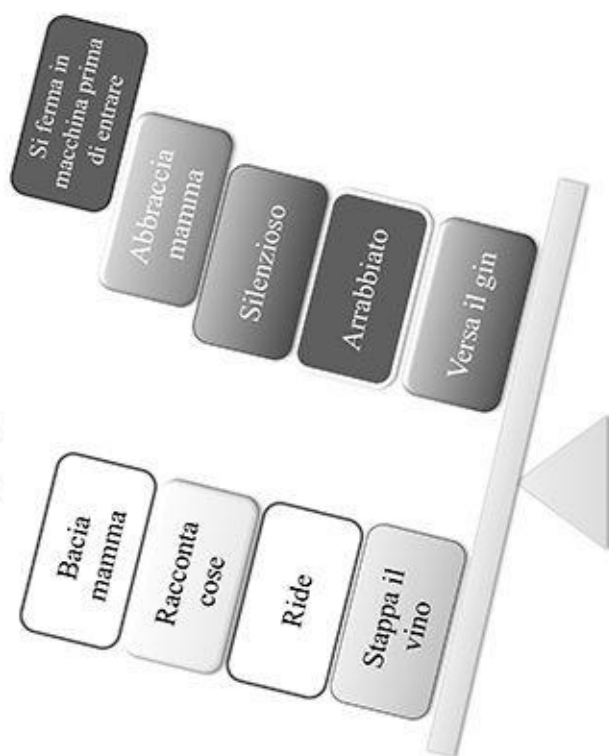 Si ferma in
macchina prima
di entrare
Abbraccia
mamma
Silenzioso
Arrabbiato
Versa il gin
Bacia
mamma
Racconta
cose
Ride
Stappa il
vino